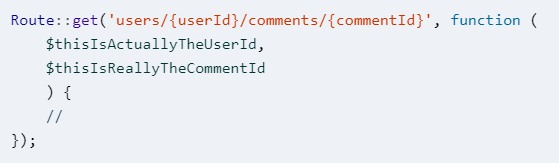 Route::get('users/{userId}/comments/{commentId}', function (
    $thisIsActuallyTheUserId,
    $thisIsReallyTheCommentId
    ) {
    //
});